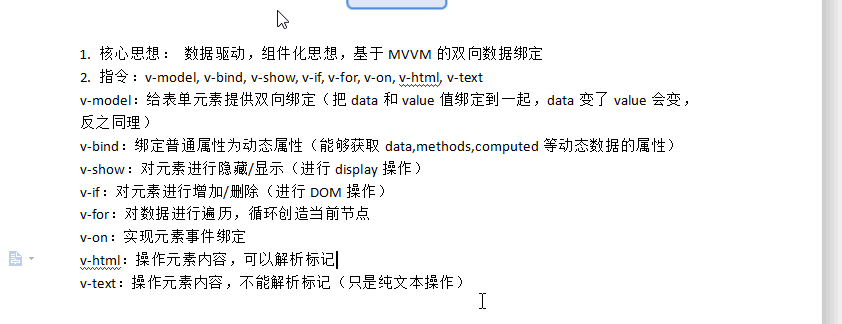 1. 核心思想： 数据驱动，组件化思想，基于 MVVM 的双向数据绑定
2. 指令：v-model, v-bind, v-show, v-if, v-for, v-on, v-html, v-text
v-model：给表单元素提供双向绑定（把 data 和 value 值绑定到一起，data 变了 value 会变，
反之同理）
v-bind：绑定普通属性为动态属性（能够获取 data,methods,computed 等动态数据的属性）
v-show：对元素进行隐藏/显示（进行 display 操作）
v-if：对元素进行增加/删除（进行 DOM 操作）
v-for：对数据进行遍历，循环创造当前节点
v-on：实现元素事件绑定
v-html：操作元素内容，可以解析标记
v-text：操作元素内容，不能解析标记（只是纯文本操作）